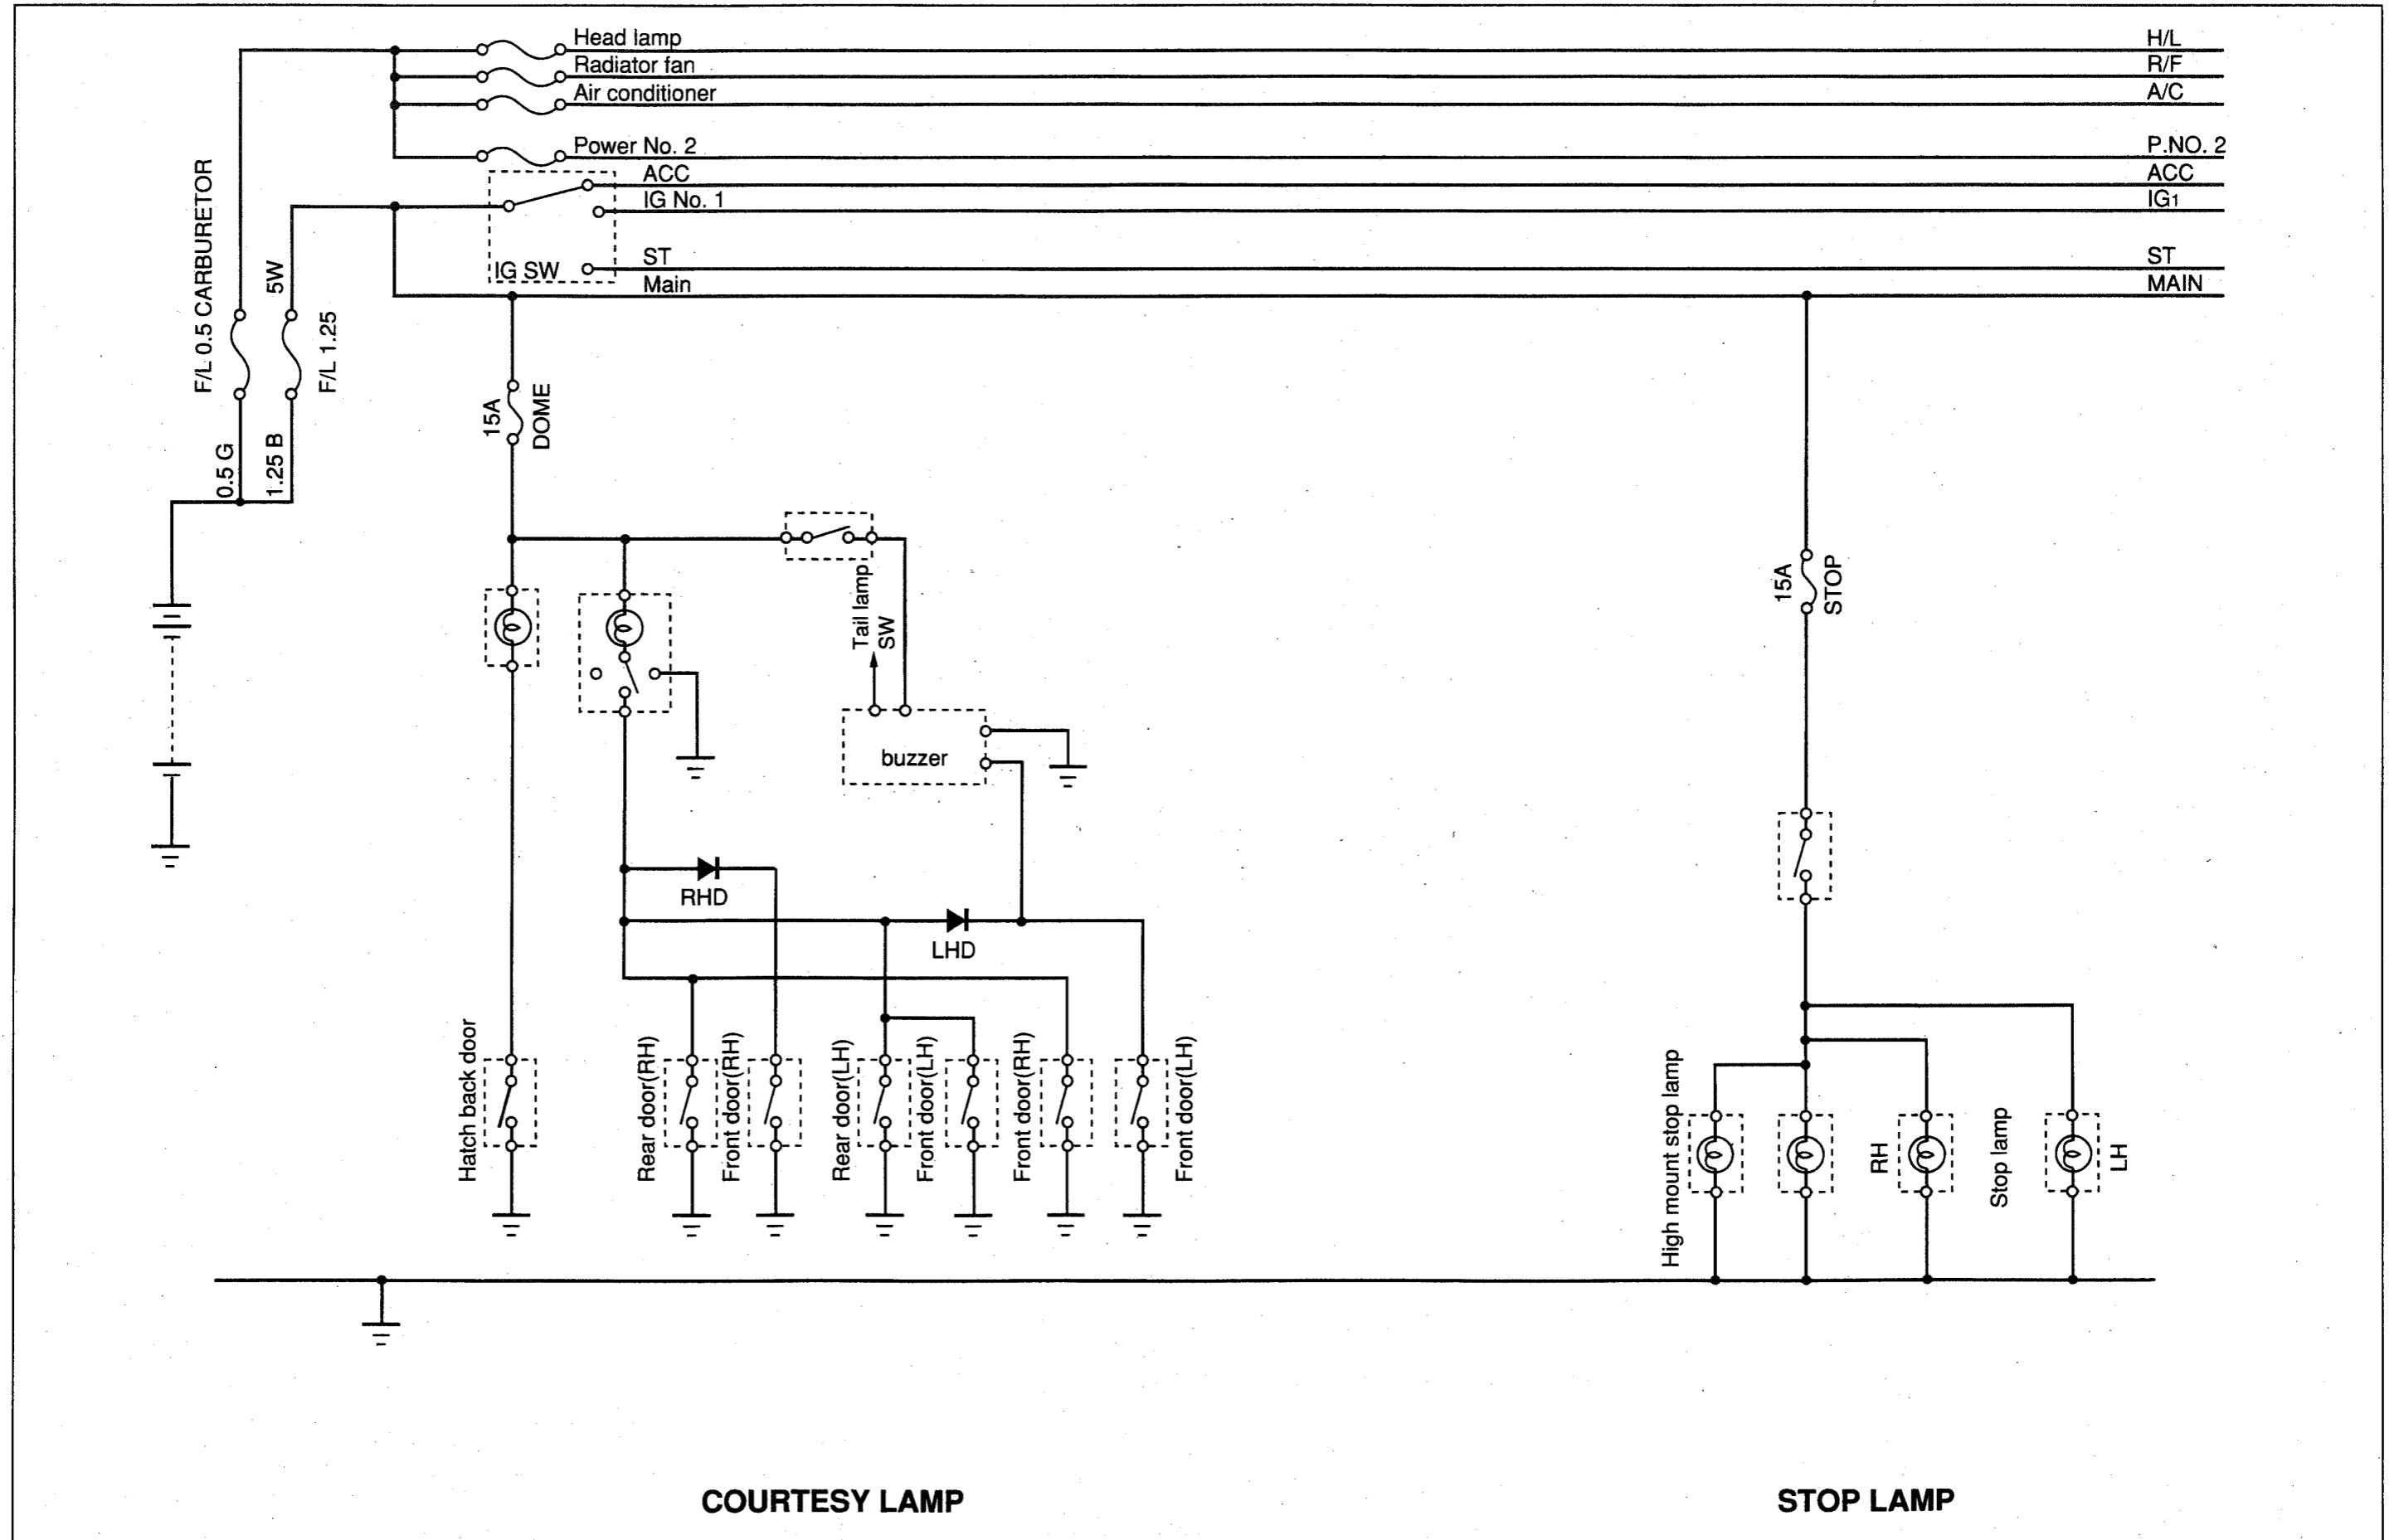 Head lamp
H/L
Radiator fan
R/F
Air conditioner
A/C
Power No. 2
P.NO. 2
ACC
ACC
IG No. 1
IG1
IG SW
ST
ST
Main
MAIN
F/L 0.5 CARBURETOR
5W
F/L 1.25
0.5 G
1.25 B
15A
DOME
Tail lamp
SW
buzzer
15A
STOP
RHD
LHD
Hatch back door
Rear door(RH)
Front door(RH)
Rear door(LH)
Front door(LH)
Front door(RH)
Front door(LH)
High mount stop lamp
RH
Stop lamp
LH
COURTESY LAMP
STOP LAMP